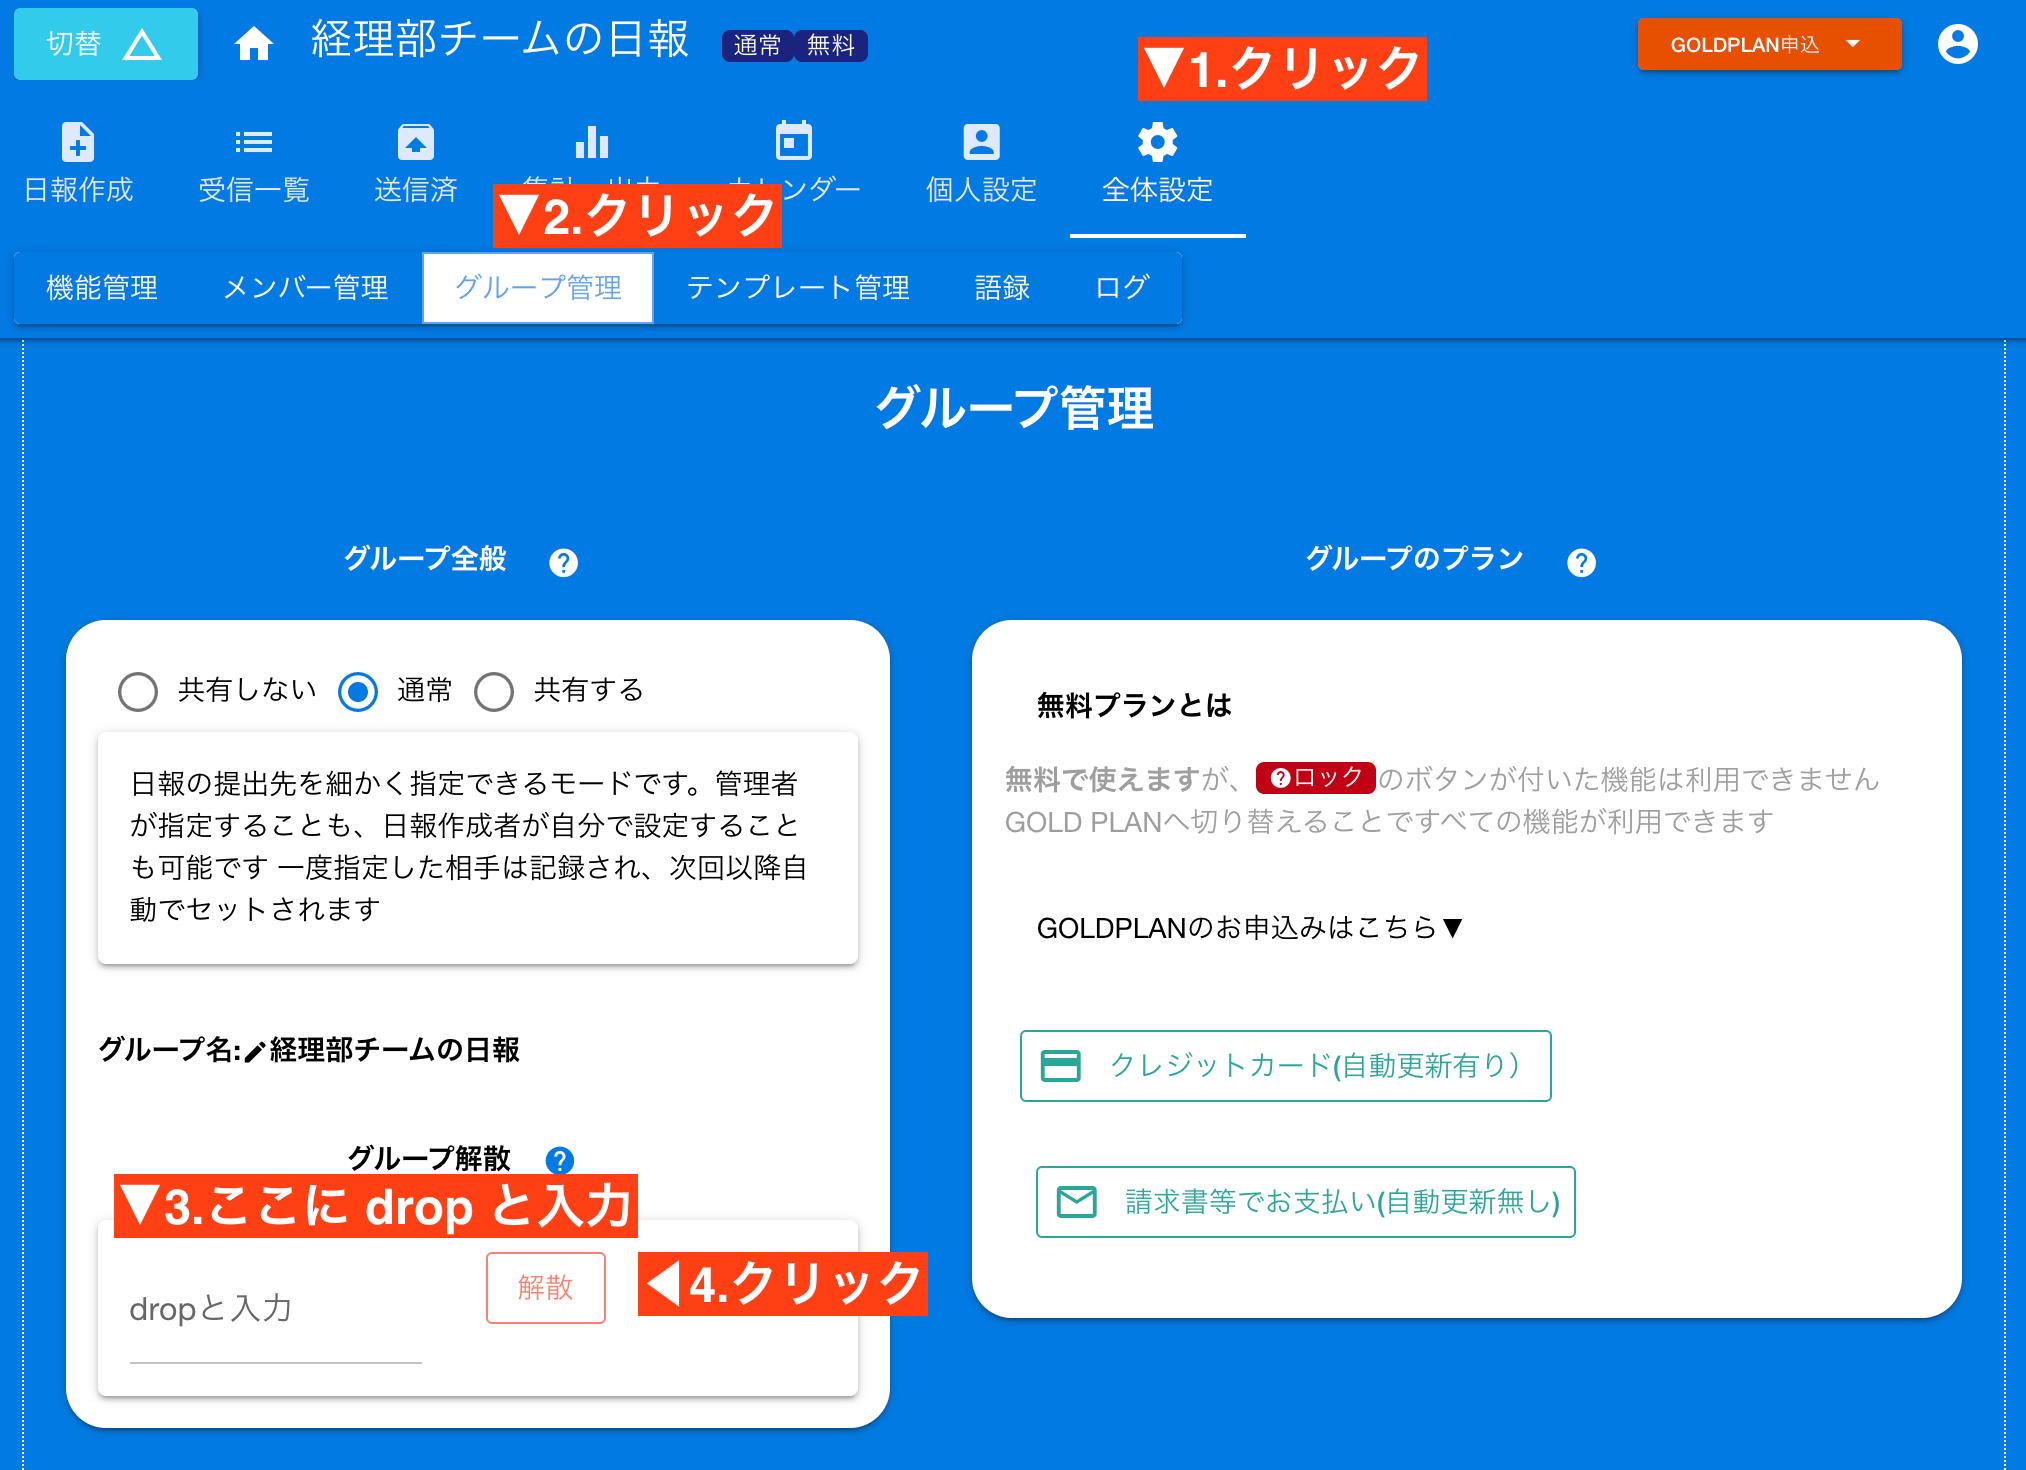 切替
経理部チームの日報
通常 無料
▼1.クリック
GOLDPLAN申込
日報作成
受信一覧
送信済
カレンダー
個人設定
全体設定
▼2.クリック
機能管理
メンバー管理
グループ管理
テンプレート管理
語録
ログ
グループ管理
グループ全般
共有しない
通常
共有する
日報の提出先を細かく指定できるモードです。管理者
が指定することも、日報作成者が自分で設定すること
も可能です 一度指定した相手は記録され、次回以降自
動でセットされます
グループ名:経理部チームの日報
グループ解散
▼3.ここに drop と入力
dropと入力
解散
◀4.クリック
グループのプラン
無料プランとは
無料で使えますが、ロックのボタンが付いた機能は利用できません
GOLD PLANへ切り替えることですべての機能が利用できます
GOLDPLANのお申込みはこちら▼
クレジットカード(自動更新有り）
請求書等でお支払い(自動更新無し)